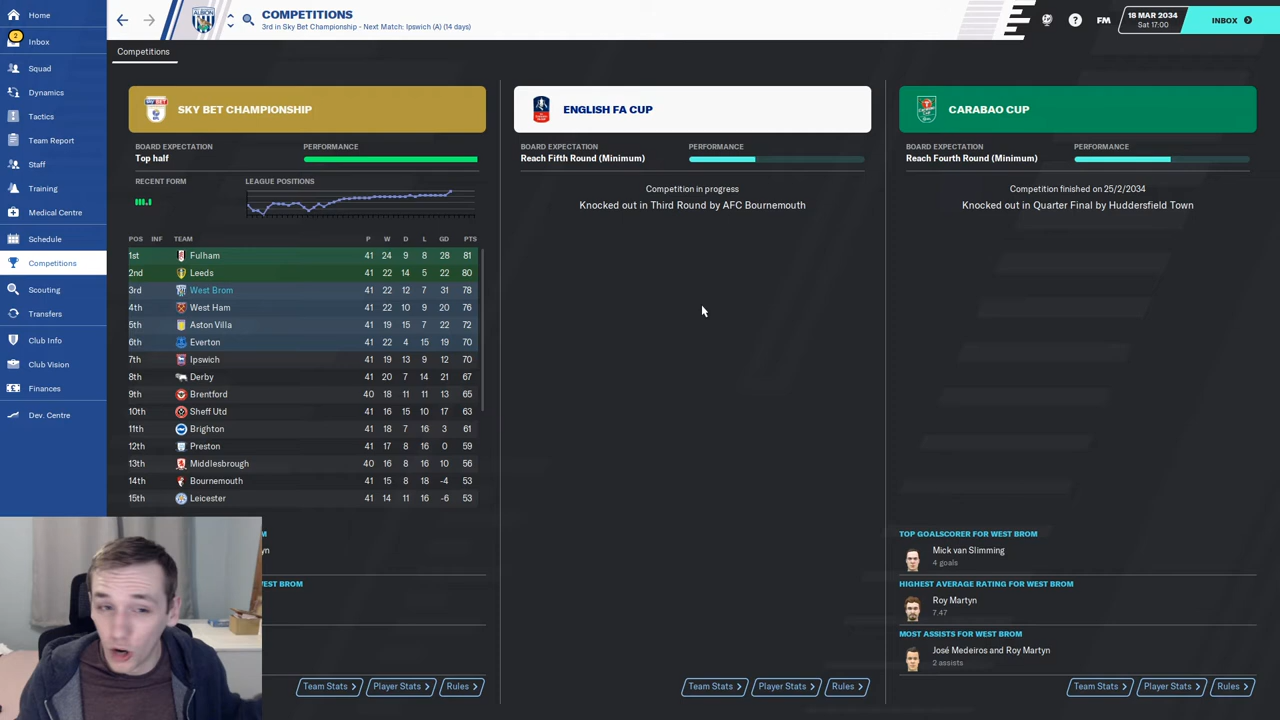 Home
2
Inbox
Squad
Dynamics
Tactics
Team Report
Staff
Training
Medical Centre
Schedule
Competitions
Scouting
Transfers
Club Info
Club Vision
Finances
Dev. Centre
COMPETITIONS
3rd in Sky Bet Championship - Next Match: Ipswich (A) (14 days)
?
FM
18 MAR 2034
Sat 17:00
INBOX
Competitions
SKY BET CHAMPIONSHIP
BOARD EXPECTATION PERFORMANCE
Top half
RECENT FORM LEAGUE POSITIONS
POS INF TEAM P W D L GD PTS
1st Fulham 41 24 9 8 28 81
2nd Leeds 41 22 14 5 22 80
3rd West Brom 41 22 12 7 31 78
4th West Ham 41 22 10 9 20 76
5th Aston Villa 41 19 15 7 22 72
6th Everton 41 22 4 15 19 70
7th Ipswich 41 19 13 9 12 70
8th Derby 41 20 7 14 21 67
9th Brentford 40 18 11 11 13 65
10th Sheff Utd 41 16 15 10 17 63
11th Brighton 41 18 7 16 3 61
12th Preston 41 17 8 16 0 59
13th Middlesbrough 40 16 8 16 10 56
14th Bournemouth 41 15 8 18 -4 53
15th Leicester 41 14 11 16 -6 53
WEST BROM
Team Stats Player Stats Rules
ENGLISH FA CUP
BOARD EXPECTATION PERFORMANCE
Reach Fifth Round (Minimum)
Competition in progress
Knocked out in Third Round by AFC Bournemouth
Team Stats Player Stats Rules
CARABAO CUP
BOARD EXPECTATION PERFORMANCE
Reach Fourth Round (Minimum)
Competition finished on 25/2/2034
Knocked out in Quarter Final by Huddersfield Town
TOP GOALSCORER FOR WEST BROM
Mick van Slimming
4 goals
HIGHEST AVERAGE RATING FOR WEST BROM
Roy Martyn
7.47
MOST ASSISTS FOR WEST BROM
José Medeiros and Roy Martyn
2 assists
Team Stats Player Stats Rules